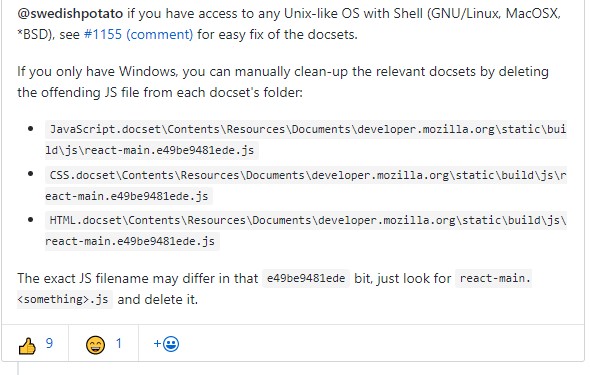 @swedishpotato if you have access to any Unix-like OS with Shell (GNU/Linux, MacOSX,
*BSD), see #1155 (comment) for easy fix of the docsets.
If you only have Windows, you can manually clean-up the relevant docsets by deleting
the offending JS file from each docset's folder:
• JavaScript.docset\Contents\Resources\Documents\developer.mozilla.org\static\bui
ld\js\react-main.e49be9481ede.js
• CSS.docset\Contents\Resources\Documents\developer.mozilla.org\static\build\js\r
eact-main.e49be9481ede.js
• HTML.docset\Contents\Resources\Documents\developer.mozilla.org\static\build\js\
react-main.e49be9481ede.js
The exact JS filename may differ in that e49be9481ede bit, just look for react-main.
<something>.js and delete it.
👍 9 😄 1 +😃